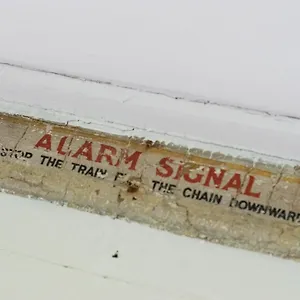 ALARM SIGNAL
STOP THE TRAIN THE CHAIN DOWNWARD